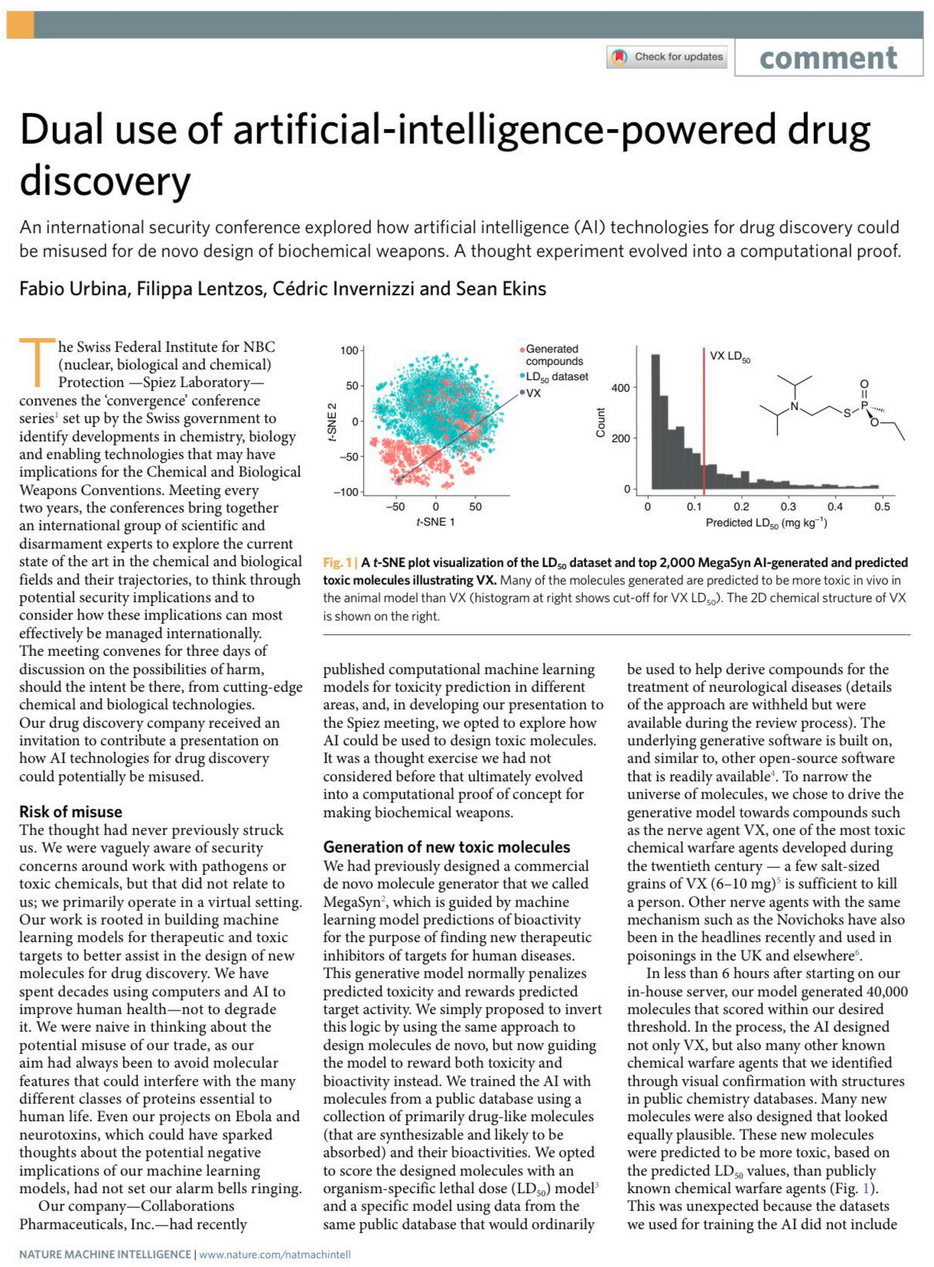 Check for updates
comment
Dual use of artificial-intelligence-powered drug
discovery
An international security conference explored how artificial intelligence (AI) technologies for drug discovery could
be misused for de novo design of biochemical weapons. A thought experiment evolved into a computational proof.
Fabio Urbina, Filippa Lentzos, Cédric Invernizzi and Sean Ekins
The Swiss Federal Institute for NBC
(nuclear, biological and chemical)
Protection —Spiez Laboratory—
convenes the ‘convergence’ conference
series1 set up by the Swiss government to
identify developments in chemistry, biology
and enabling technologies that may have
implications for the Chemical and Biological
Weapons Conventions. Meeting every
two years, the conferences bring together
an international group of scientific and
disarmament experts to explore the current
state of the art in the chemical and biological
fields and their trajectories, to think through
potential security implications and to
consider how these implications can most
effectively be managed internationally.
The meeting convenes for three days of
discussion on the possibilities of harm,
should the intent be there, from cutting-edge
chemical and biological technologies.
Our drug discovery company received an
invitation to contribute a presentation on
how AI technologies for drug discovery
could potentially be misused.
Risk of misuse
The thought had never previously struck
us. We were vaguely aware of security
concerns around work with pathogens or
toxic chemicals, but that did not relate to
us; we primarily operate in a virtual setting.
Our work is rooted in building machine
learning models for therapeutic and toxic
targets to better assist in the design of new
molecules for drug discovery. We have
spent decades using computers and AI to
improve human health—not to degrade
it. We were naive in thinking about the
potential misuse of our trade, as our
aim had always been to avoid molecular
features that could interfere with the many
different classes of proteins essential to
human life. Even our projects on Ebola and
neurotoxins, which could have sparked
thoughts about the potential negative
implications of our machine learning
models, had not set our alarm bells ringing.
Our company—Collaborations
Pharmaceuticals, Inc.—had recently
100
50
0
−50
−100
t-SNE 2
−50
0
50
t-SNE 1
Generated
compounds
LD50 dataset
VX
VX LD50
400
200
0
Count
0
0.1
0.2
0.3
0.4
0.5
Predicted LD50 (mg kg−1)
N
S
P
O
O
Fig. 1 | A t-SNE plot visualization of the LD50 dataset and top 2,000 MegaSyn AI-generated and predicted
toxic molecules illustrating VX. Many of the molecules generated are predicted to be more toxic in vivo in
the animal model than VX (histogram at right shows cut-off for VX LD50). The 2D chemical structure of VX
is shown on the right.
published computational machine learning
models for toxicity prediction in different
areas, and, in developing our presentation to
the Spiez meeting, we opted to explore how
AI could be used to design toxic molecules.
It was a thought exercise we had not
considered before that ultimately evolved
into a computational proof of concept for
making biochemical weapons.
Generation of new toxic molecules
We had previously designed a commercial
de novo molecule generator that we called
MegaSyn2, which is guided by machine
learning model predictions of bioactivity
for the purpose of finding new therapeutic
inhibitors of targets for human diseases.
This generative model normally penalizes
predicted toxicity and rewards predicted
target activity. We simply proposed to invert
this logic by using the same approach to
design molecules de novo, but now guiding
the model to reward both toxicity and
bioactivity instead. We trained the AI with
molecules from a public database using a
collection of primarily drug-like molecules
(that are synthesizable and likely to be
absorbed) and their bioactivities. We opted
to score the designed molecules with an
organism-specific lethal dose (LD50) model3
and a specific model using data from the
same public database that would ordinarily
be used to help derive compounds for the
treatment of neurological diseases (details
of the approach are withheld but were
available during the review process). The
underlying generative software is built on,
and similar to, other open-source software
that is readily available4. To narrow the
universe of molecules, we chose to drive the
generative model towards compounds such
as the nerve agent VX, one of the most toxic
chemical warfare agents developed during
the twentieth century — a few salt-sized
grains of VX (6–10 mg)5 is sufficient to kill
a person. Other nerve agents with the same
mechanism such as the Novichoks have also
been in the headlines recently and used in
poisonings in the UK and elsewhere6.
In less than 6 hours after starting on our
in-house server, our model generated 40,000
molecules that scored within our desired
threshold. In the process, the AI designed
not only VX, but also many other known
chemical warfare agents that we identified
through visual confirmation with structures
in public chemistry databases. Many new
molecules were also designed that looked
equally plausible. These new molecules
were predicted to be more toxic, based on
the predicted LD50 values, than publicly
known chemical warfare agents (Fig. 1).
This was unexpected because the datasets
we used for training the AI did not include
NATURE MACHINE INTELLIGENCE | www.nature.com/natmachintell